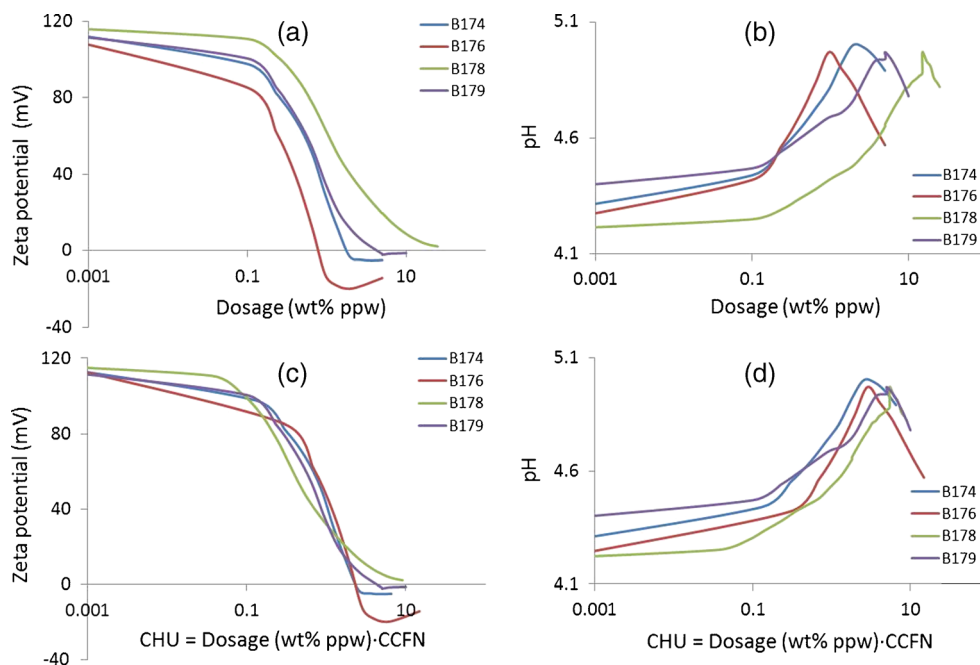 (a)
120
80
40
0
-40
Zeta potential (mV)
0.001
0.1
10
Dosage (wt% ppw)
B174
B176
B178
B179
(b)
5.1
4.6
4.1
pH
0.001
0.1
10
Dosage (wt% ppw)
B174
B176
B178
B179
(c)
120
80
40
0
-40
Zeta potential (mV)
0.001
0.1
10
CHU = Dosage (wt% ppw)·CCFN
B174
B176
B178
B179
(d)
5.1
4.6
4.1
pH
0.001
0.1
10
CHU = Dosage (wt% ppw)·CCFN
B174
B176
B178
B179